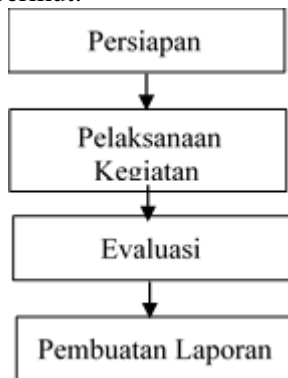 Persiapan
Pelaksanaan
Kegiatan
Evaluasi
Pembuatan Laporan